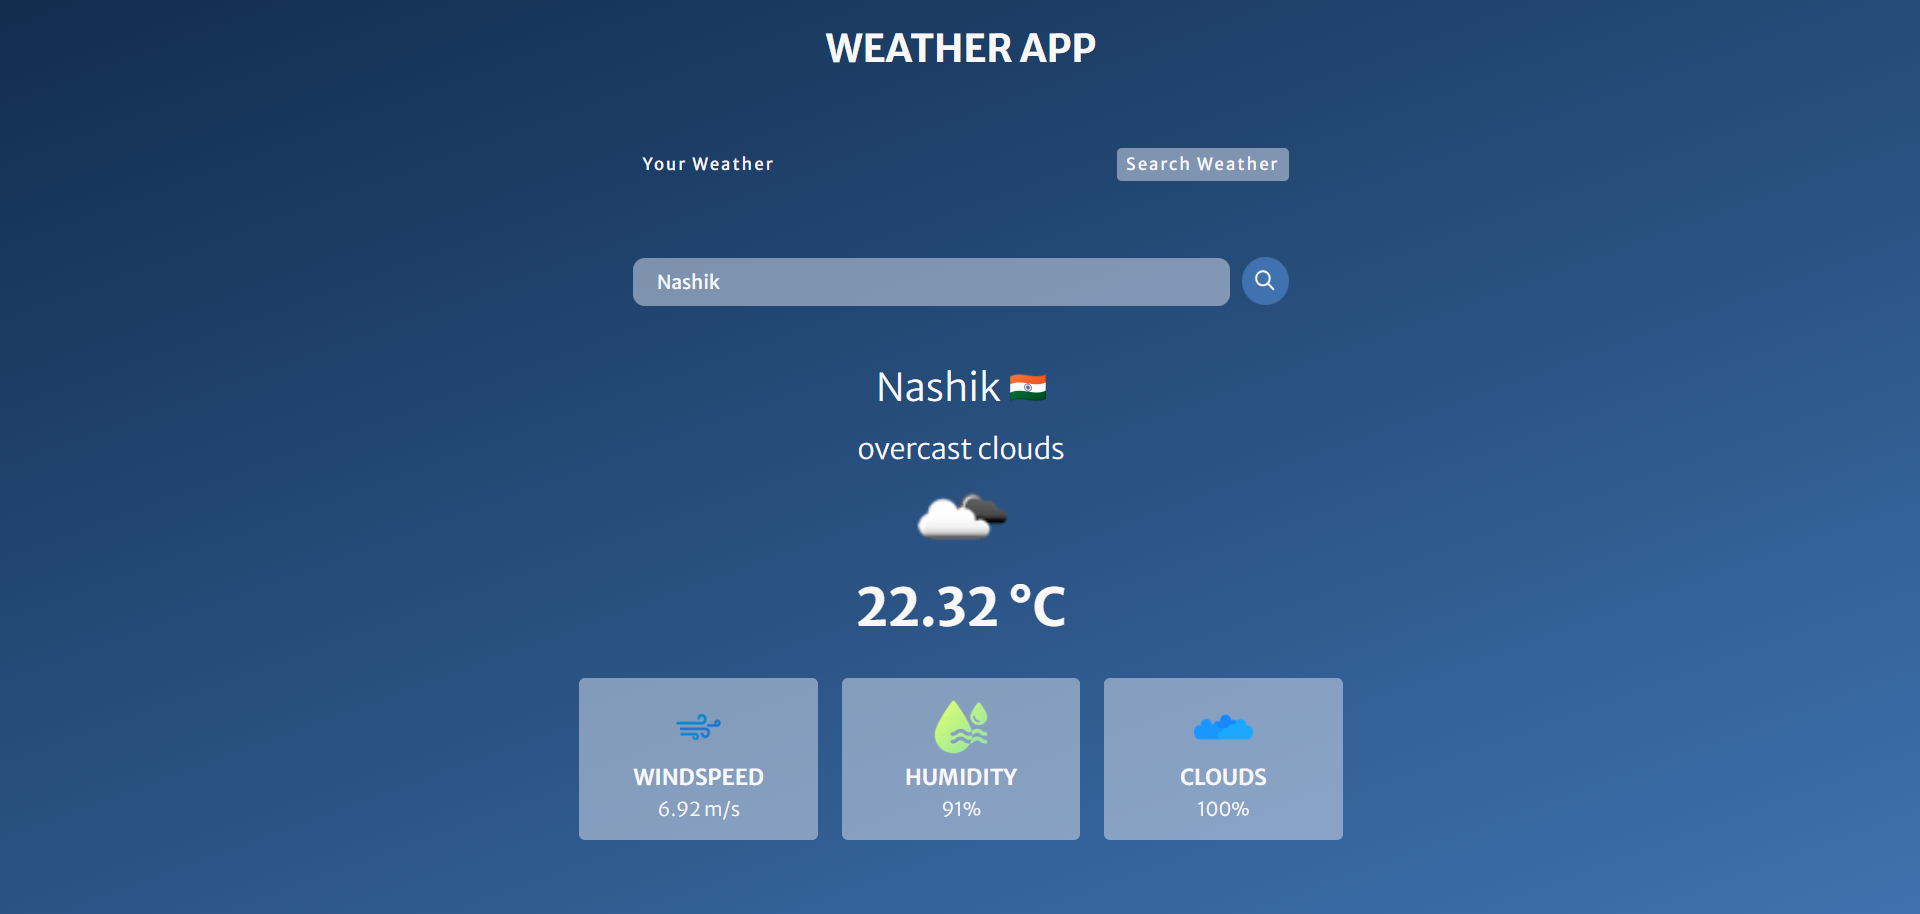 WEATHER APP
Your Weather
Search Weather
Nashik
Nashik
overcast clouds
22.32 °C
WINDSPEED
6.92 m/s
HUMIDITY
91%
CLOUDS
100%